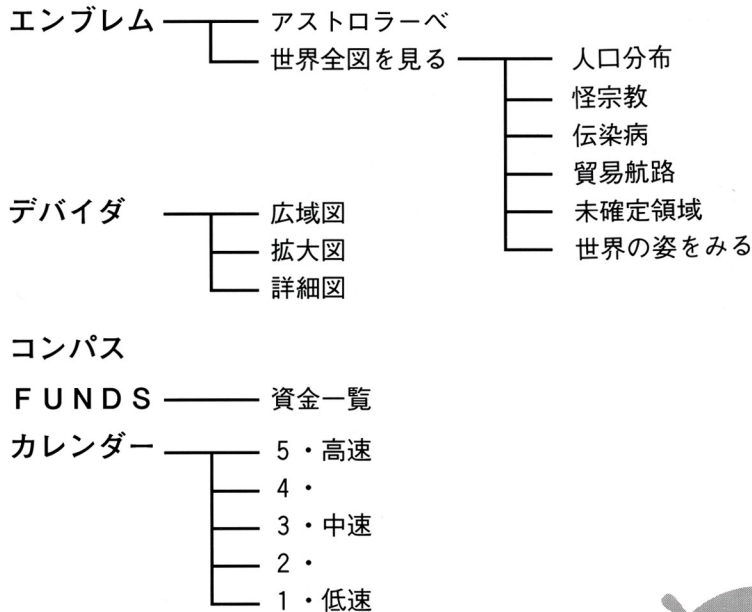 エンブレム
アストロラーベ
世界全図を見る
人口分布
怪宗教
伝染病
貿易航路
未確定領域
世界の姿をみる
デバイダ
広域図
拡大図
詳細図
コンパス
FUNDS
資金一覧
カレンダー
5・高速
4・
3・中速
2・
1・低速